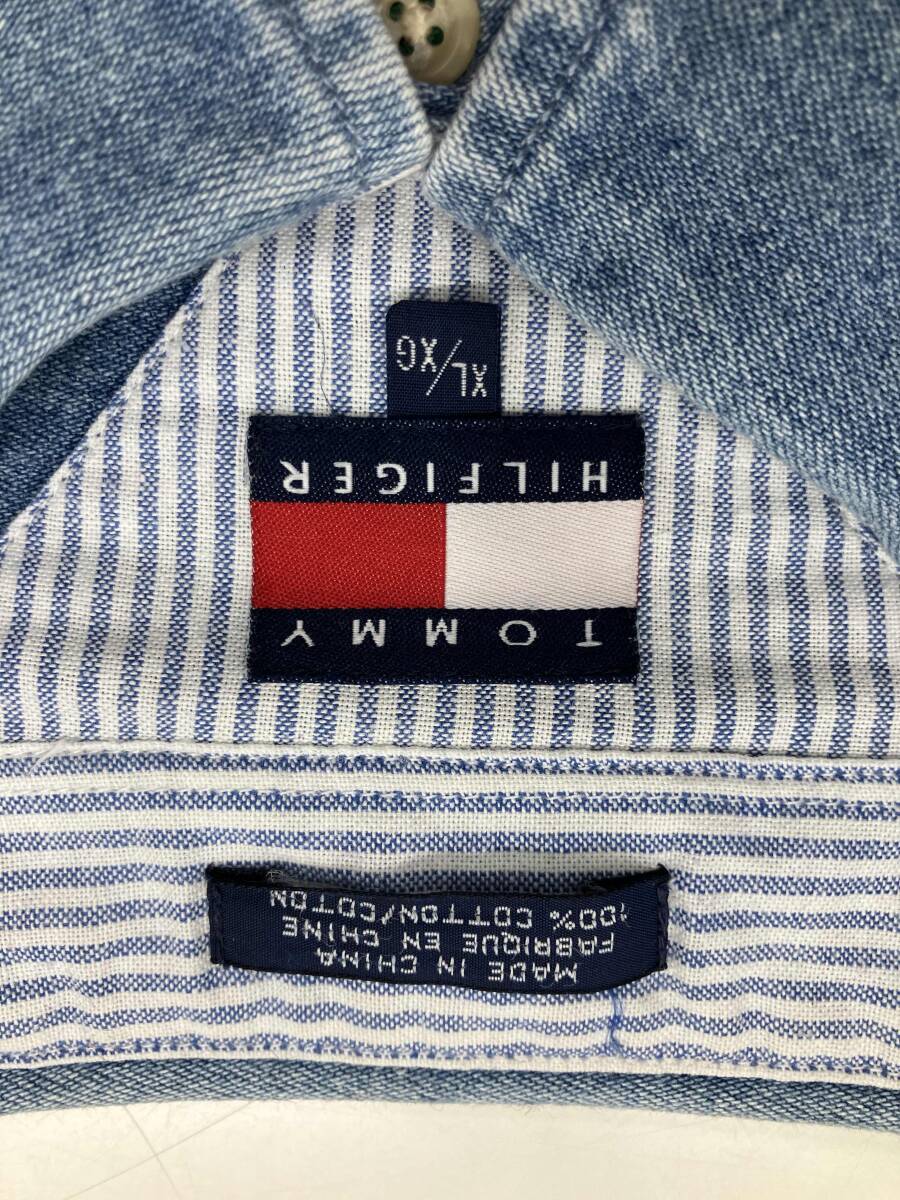 MADE IN CHINA
FABRIQUE EN CHINE
100% COTTON/COTON
TOMMY
HILFIGER
XL/XG